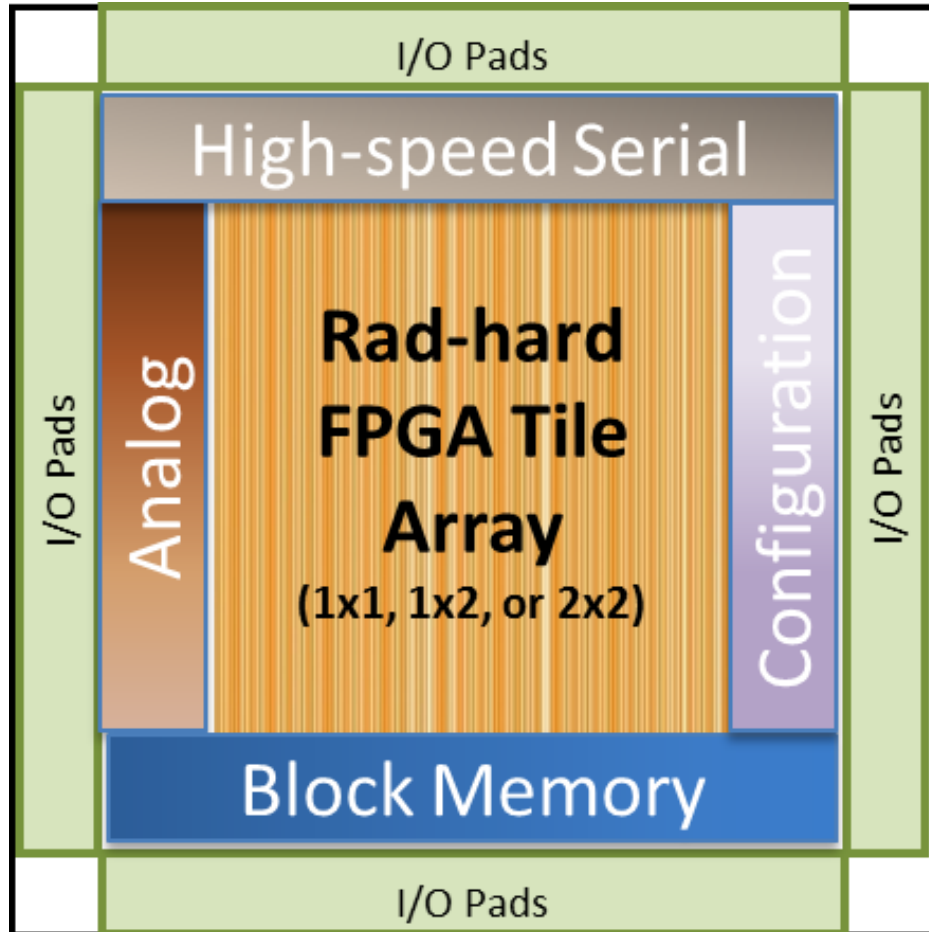 I/O Pads
High-speed Serial
I/O Pads
Analog
Rad-hard
FPGA Tile
Array
(1x1, 1x2, or 2x2)
Configuration
I/O Pads
Block Memory
I/O Pads